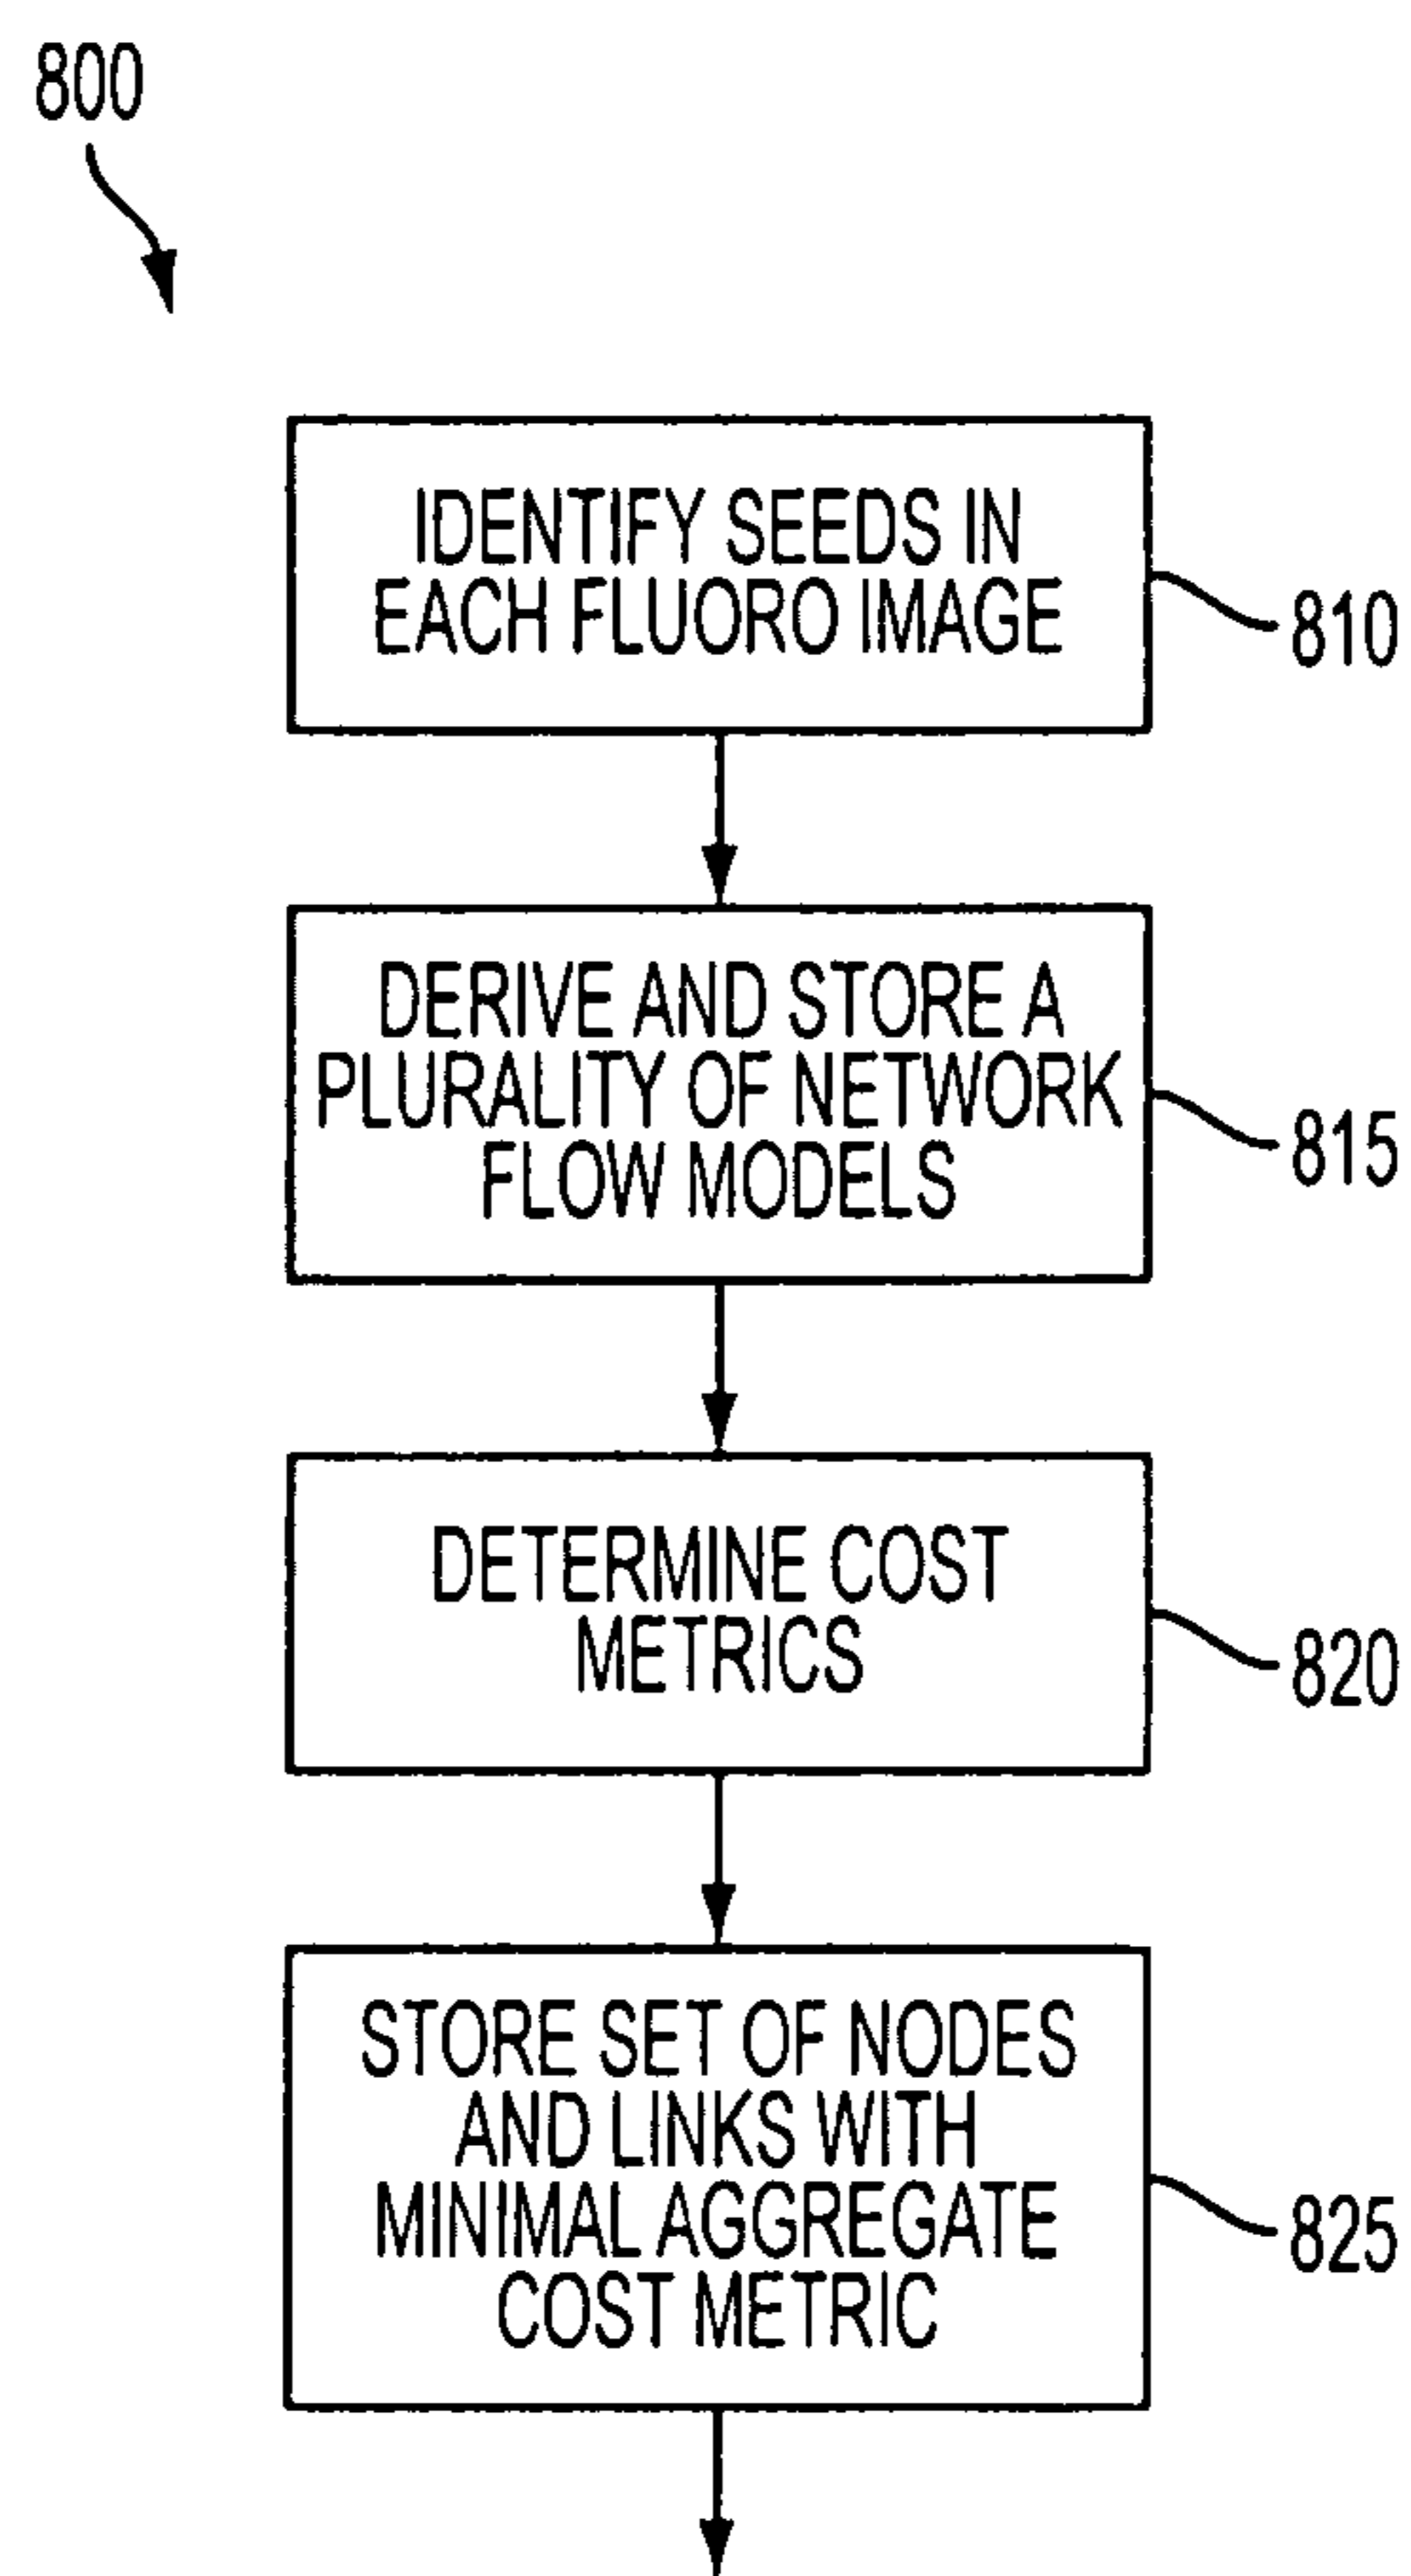 800
IDENTIFY SEEDS IN
EACH FLUORO IMAGE
810
DERIVE AND STORE A
PLURALITY OF NETWORK
FLOW MODELS
815
DETERMINE COST
METRICS
820
STORE SET OF NODES
AND LINKS WITH
MINIMAL AGGREGATE
COST METRIC
825